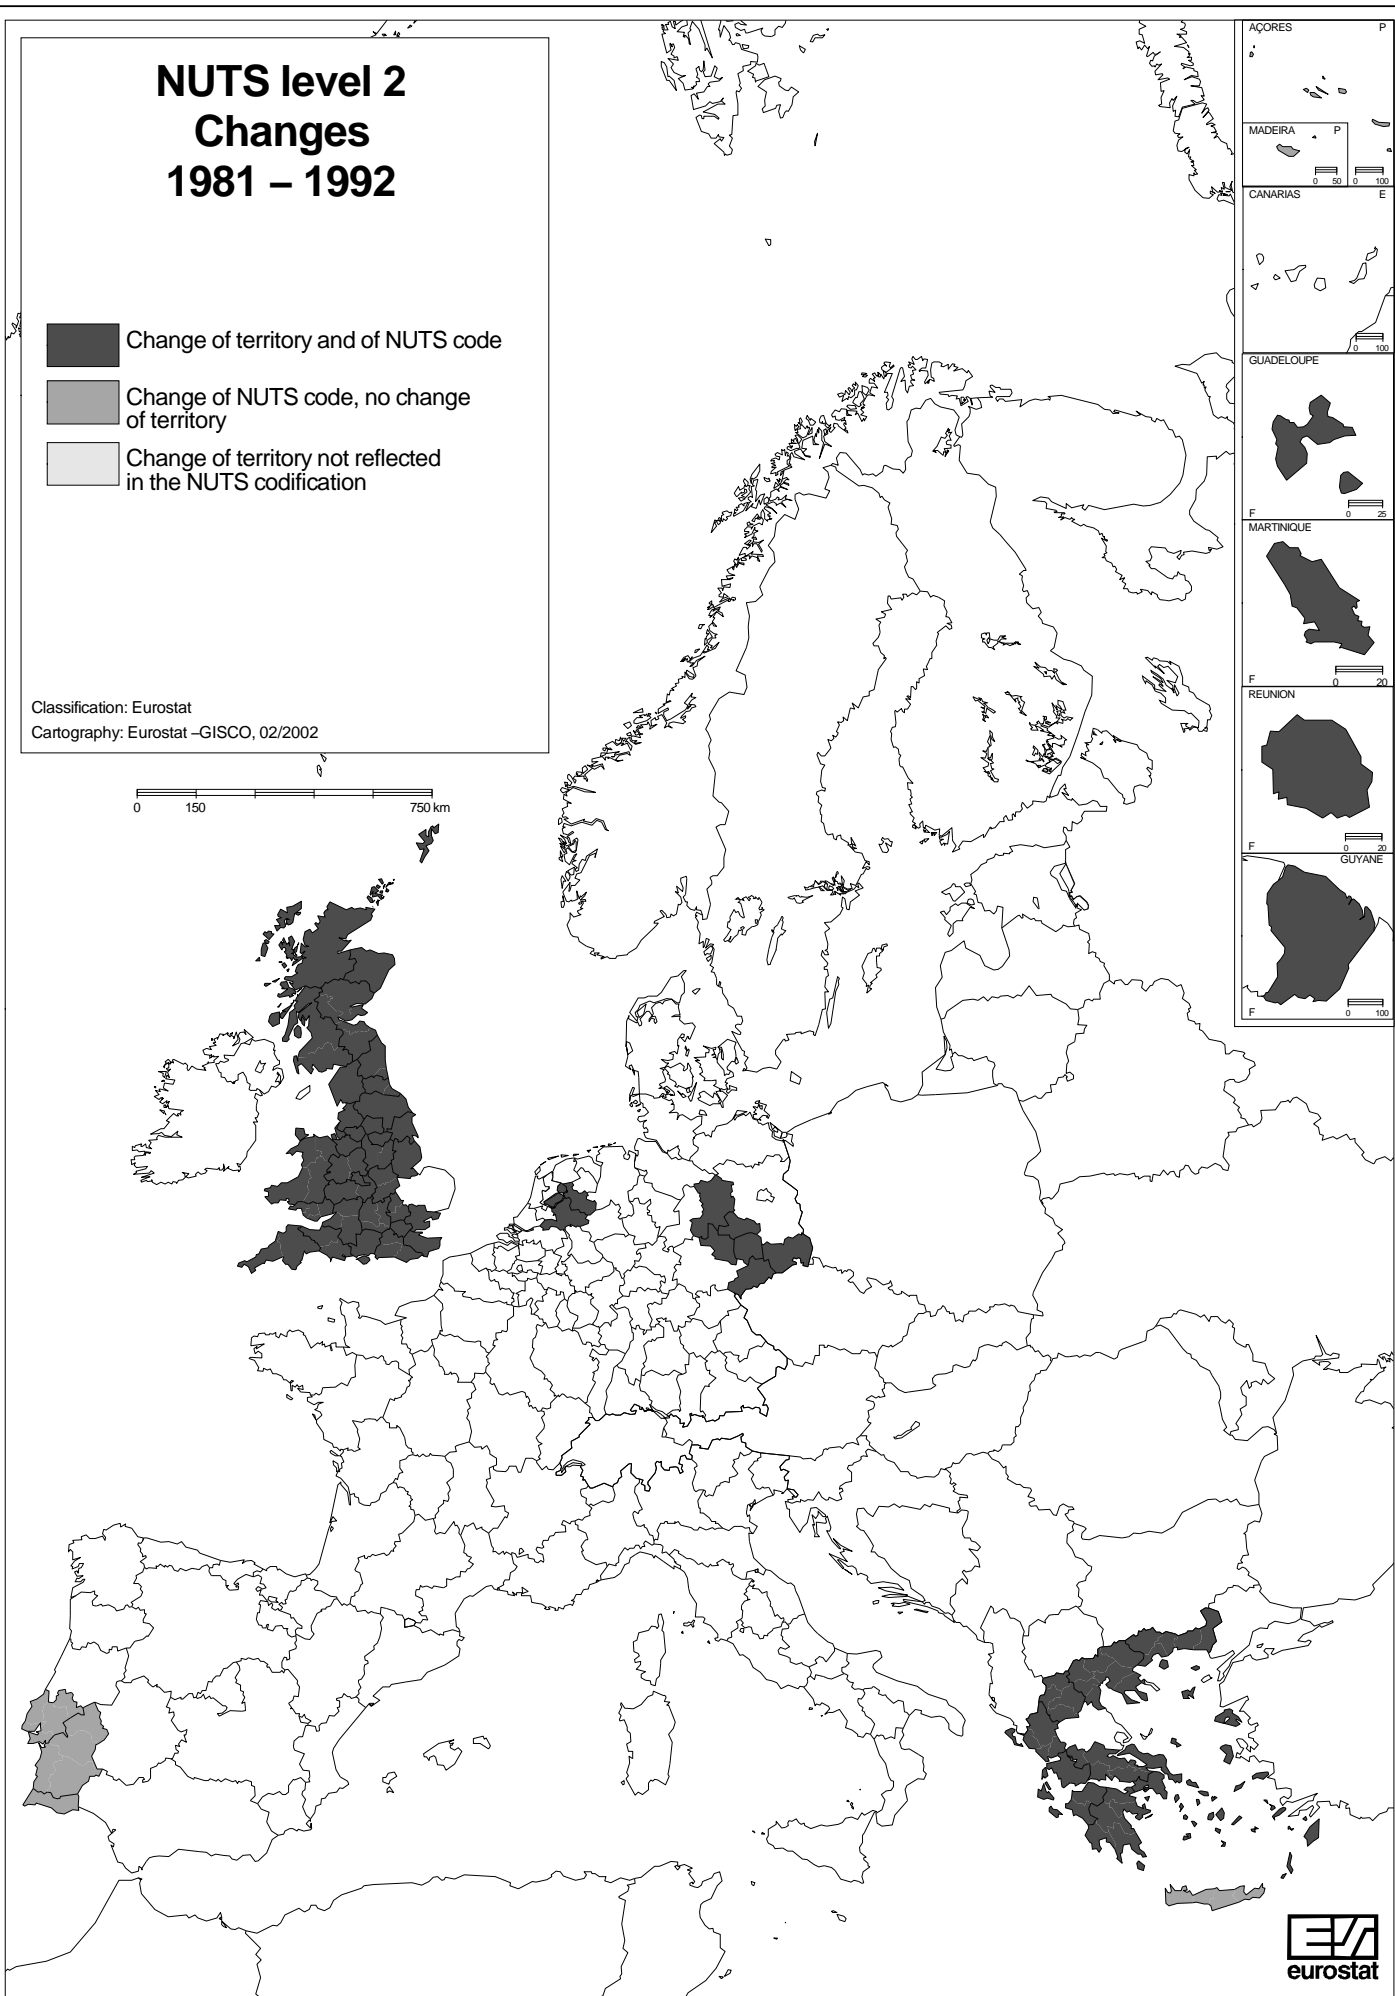 NUTS level 2
Changes
1981 – 1992
Change of territory and of NUTS code
Change of NUTS code, no change
of territory
Change of territory not reflected
in the NUTS codification
Classification: Eurostat
Cartography: Eurostat –GISCO, 02/2002
0 150 750 km
AÇORES P
MADEIRA P
0 50 0 100
CANARIAS E
0 100
GUADELOUPE
F 0 25
MARTINIQUE
F 0 20
REUNION
F 0 20
GUYANE
F 0 100
eurostat